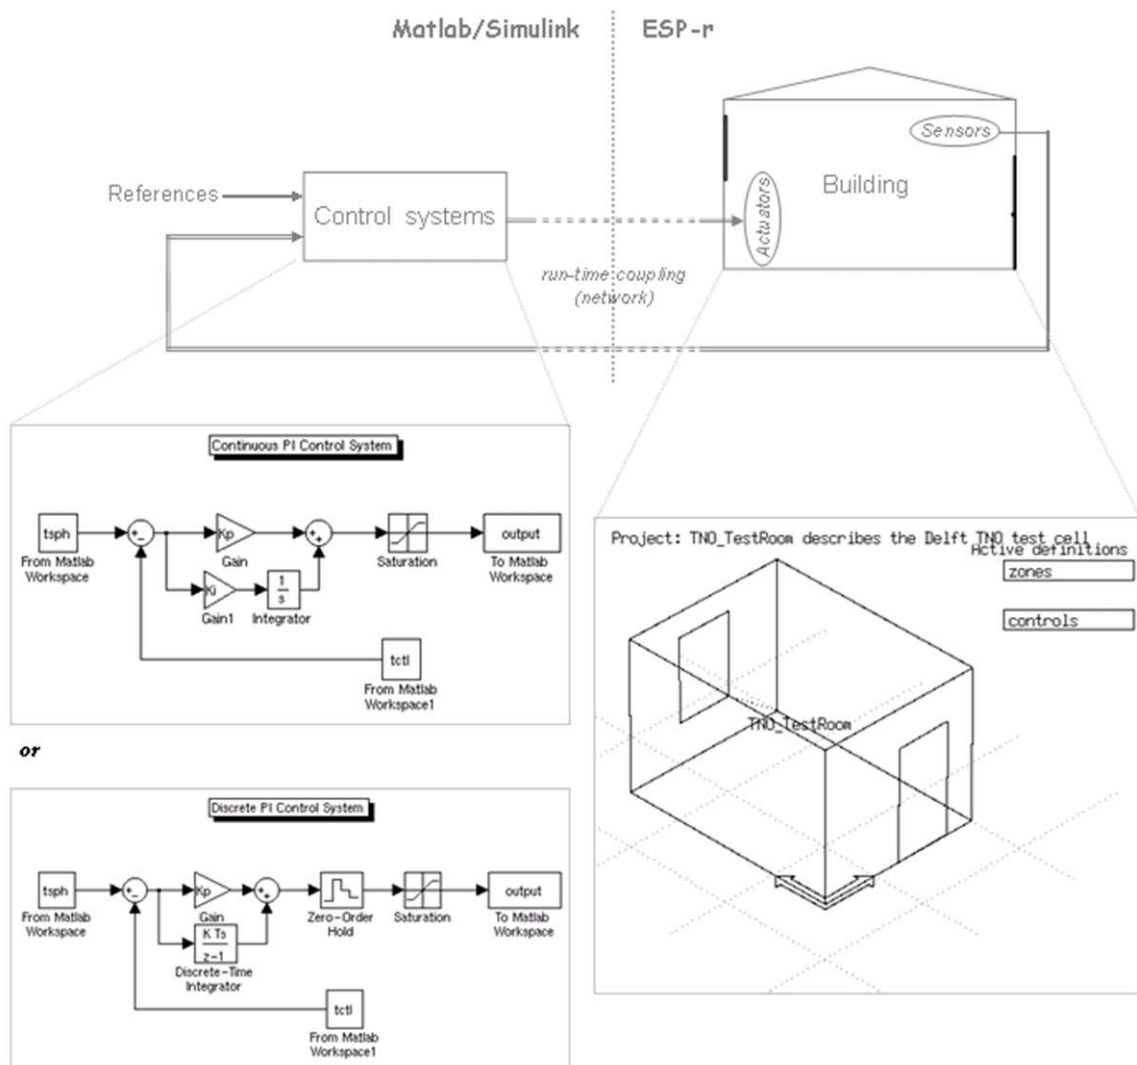 Matlab/Simulink
ESP-r
Sensors
References
Control systems
Actuators
Building
run-time coupling
(network)
Continuous PI Control System
tsph
From Matlab
Workspace
+
-
Kp
Gain
+
+
Saturation
output
To Matlab
Workspace
Ki
Gain1
1
s
Integrator
tctl
From Matlab
Workspace1
or
Discrete PI Control System
tsph
From Matlab
Workspace
+
-
Kp
Gain
+
+
Zero-Order
Hold
Saturation
output
To Matlab
Workspace
K Ts
z-1
Discrete-Time
Integrator
tctl
From Matlab
Workspace1
Project: TNO_TestRoom describes the Delft TNO test cell
Active definitions
zones
controls
TNO_TestRoom